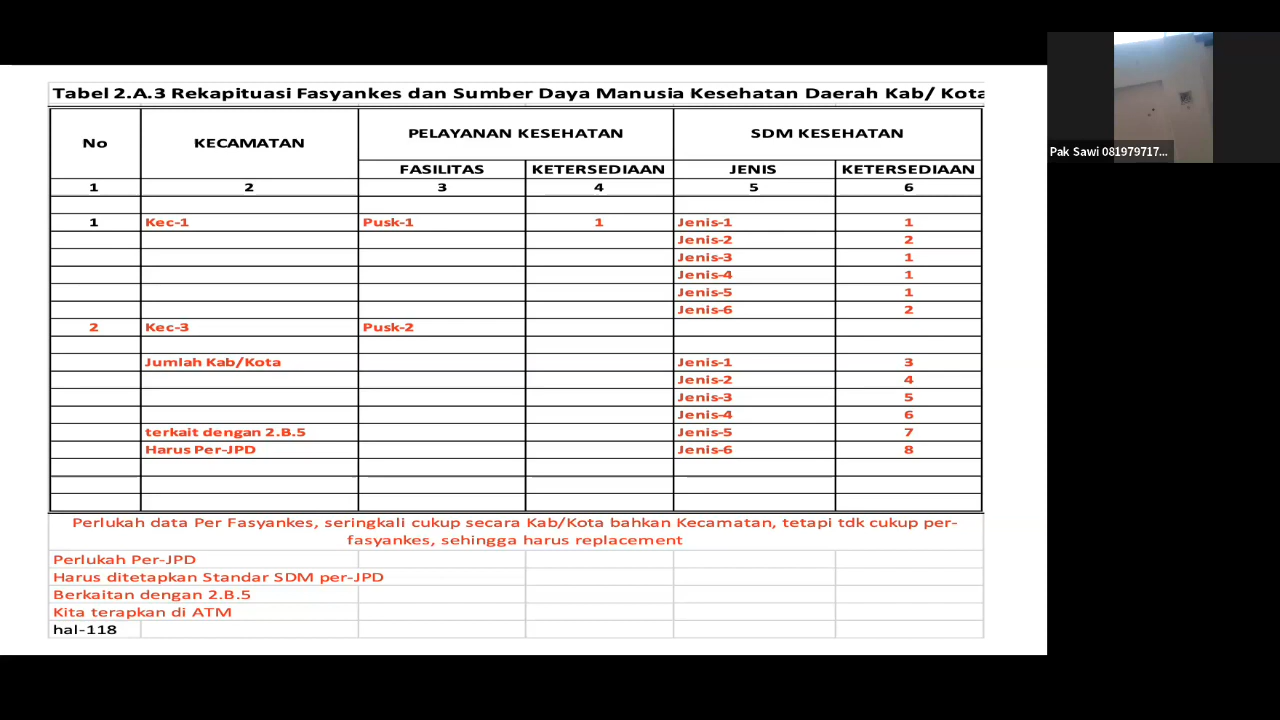 Tabel 2.A.3 Rekapituasi Fasyankes dan Sumber Daya Manusia Kesehatan Daerah Kab/ Kota
No KECAMATAN PELAYANAN KESEHATAN SDM KESEHATAN
FASILITAS KETERSEDIAAN JENIS KETERSEDIAAN
1 2 3 4 5 6
1 Kec-1 Pusk-1 1 Jenis-1 1
Jenis-2 2
Jenis-3 1
Jenis-4 1
Jenis-5 1
Jenis-6 2
2 Kec-3 Pusk-2
Jumlah Kab/Kota Jenis-1 3
Jenis-2 4
Jenis-3 5
Jenis-4 6
terkait dengan 2.B.5 Jenis-5 7
Harus Per-JPD Jenis-6 8
Perlukah data Per Fasyankes, seringkali cukup secara Kab/Kota bahkan Kecamatan, tetapi tdk cukup per-
fasyankes, sehingga harus replacement
Perlukah Per-JPD
Harus ditetapkan Standar SDM per-JPD
Berkaitan dengan 2.B.5
Kita terapkan di ATM
hal-118
Pak Sawi 081979717...